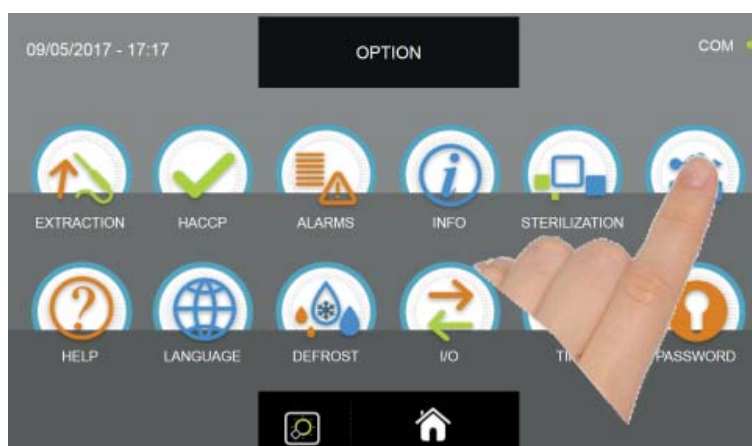 09/05/2017 - 17:17
OPTION
COM
EXTRACTION
HACCP
ALARMS
INFO
STERILIZATION
HELP
LANGUAGE
DEFROST
I/O
PASSWORD